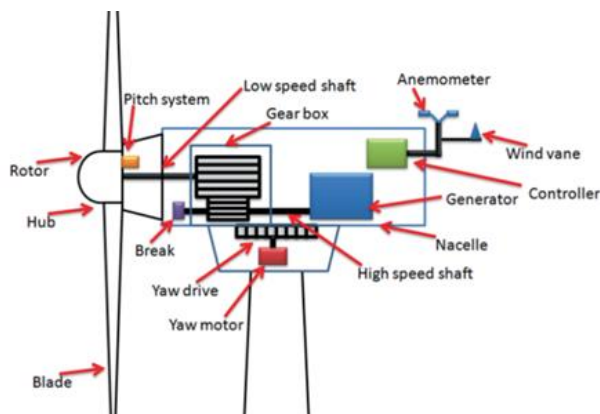 Anemometer
Low speed shaft
Pitch system
Gear box
Wind vane
Rotor
Controller
Generator
Hub
Nacelle
Break
High speed shaft
Yaw drive
Yaw motor
Blade